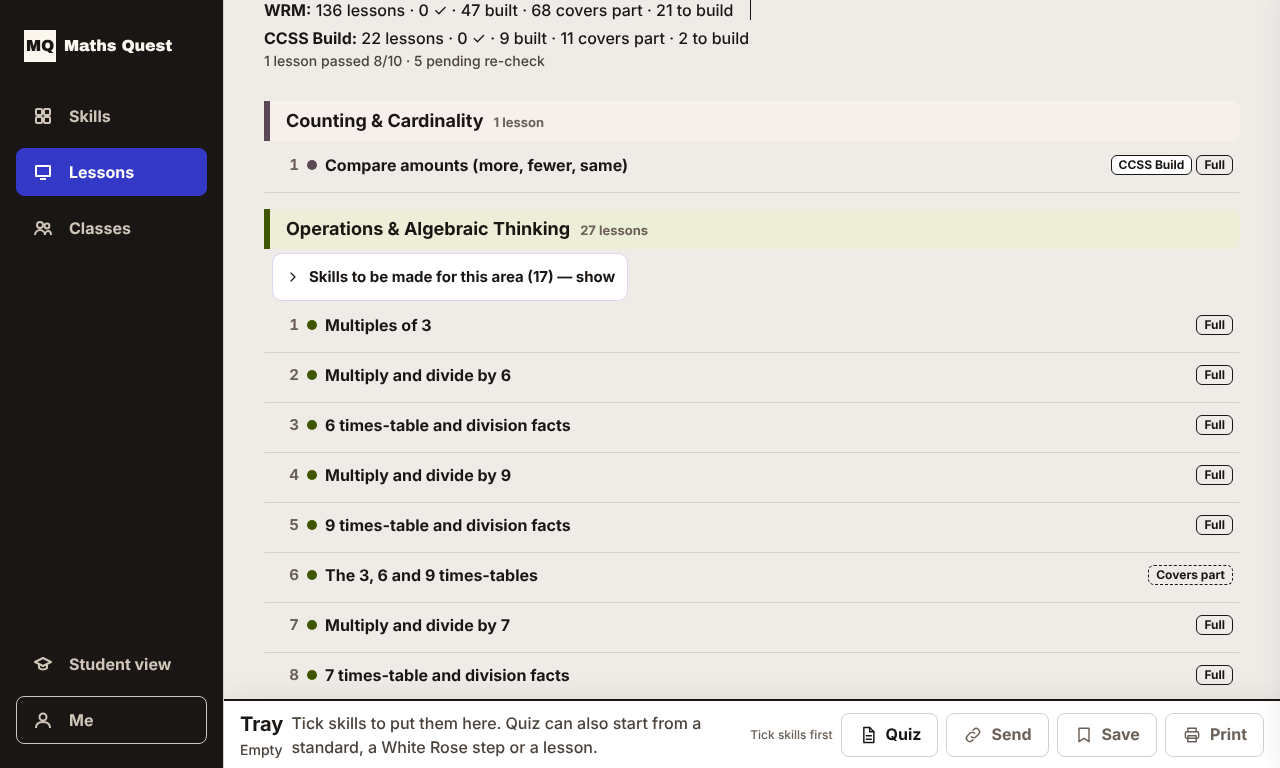 MQ Maths Quest
Skills
Lessons
Classes
Student view
Me
WRM: 136 lessons · 0 ✓ · 47 built · 68 covers part · 21 to build
CCSS Build: 22 lessons · 0 ✓ · 9 built · 11 covers part · 2 to build
1 lesson passed 8/10 · 5 pending re-check
Counting & Cardinality 1 lesson
1 Compare amounts (more, fewer, same) CCSS Build Full
Operations & Algebraic Thinking 27 lessons
Skills to be made for this area (17) — show
1 Multiples of 3 Full
2 Multiply and divide by 6 Full
3 6 times-table and division facts Full
4 Multiply and divide by 9 Full
5 9 times-table and division facts Full
6 The 3, 6 and 9 times-tables Covers part
7 Multiply and divide by 7 Full
8 7 times-table and division facts Full
Tray
Empty
Tick skills to put them here. Quiz can also start from a
standard, a White Rose step or a lesson.
Tick skills first
Quiz
Send
Save
Print